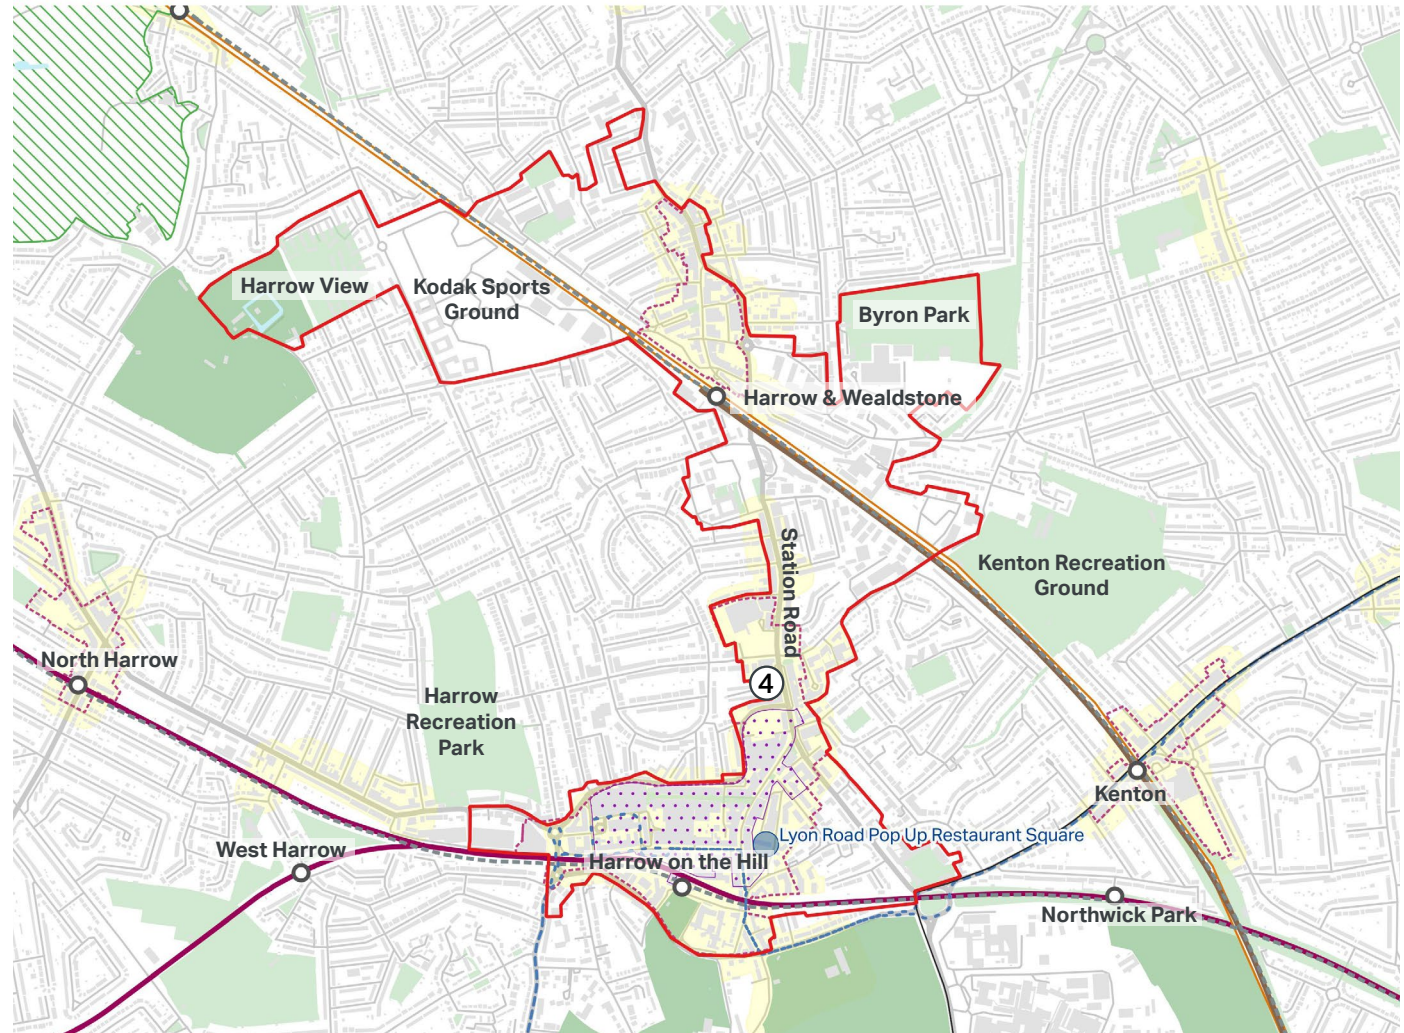 Harrow View
Kodak Sports
Ground
Byron Park
Harrow & Wealdstone
Station Road
Kenton Recreation
Ground
North Harrow
Harrow
Recreation
Park
4
Kenton
Lyon Road Pop Up Restaurant Square
West Harrow
Harrow on the Hill
Northwick Park